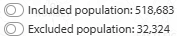 Included population: 518,683
Excluded population: 32,324